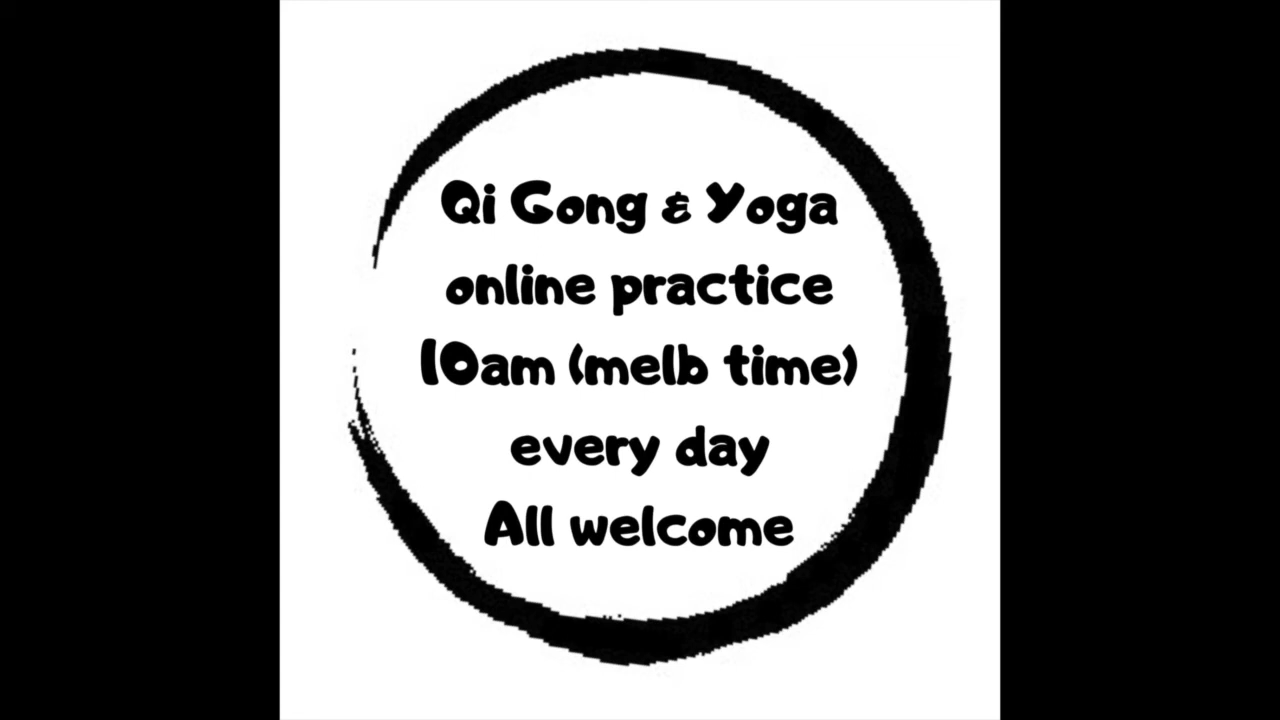 Qi Gong & Yoga
online practice
10am (melb time)
every day
All welcome